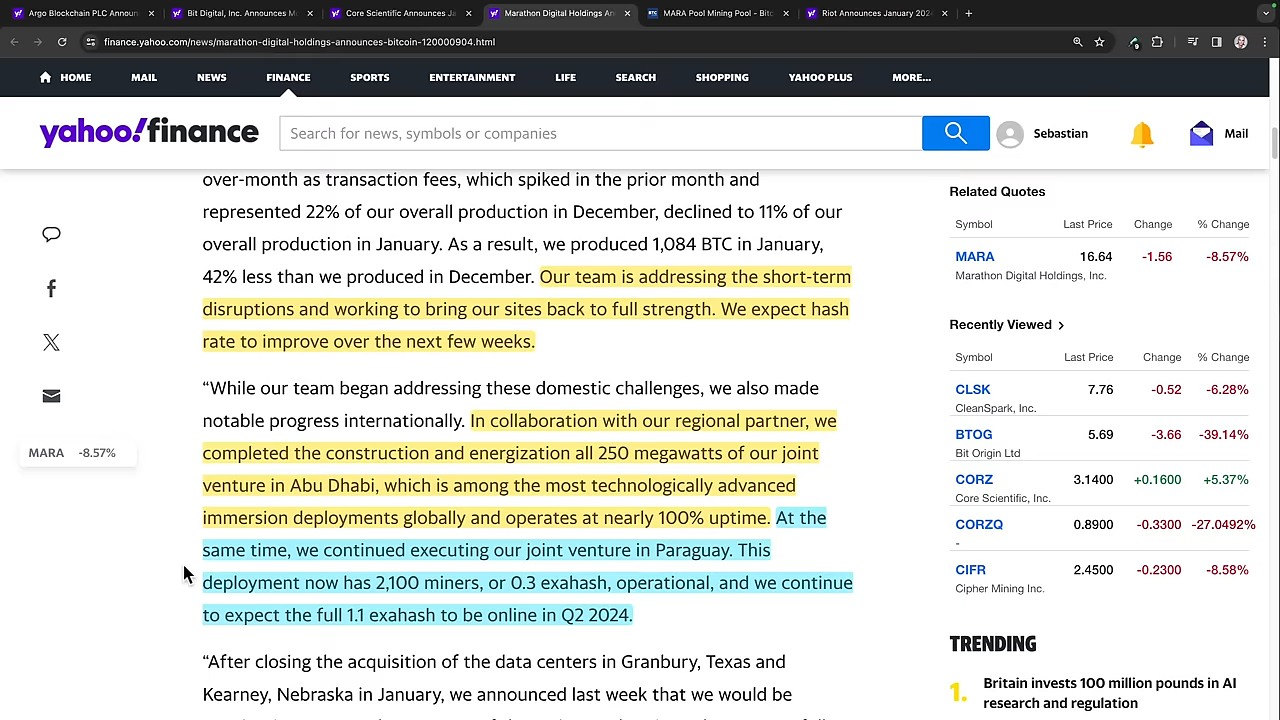 Argo Blockchain PLC Announ
Bit Digital, Inc. Announces M
Core Scientific Announces Ja
Marathon Digital Holdings An
MARA Pool Mining Pool - Bitc
Riot Announces January 2024
finance.yahoo.com/news/marathon-digital-holdings-announces-bitcoin-120000904.html
HOME MAIL NEWS FINANCE SPORTS ENTERTAINMENT LIFE SEARCH SHOPPING YAHOO PLUS MORE...
yahoo!finance
Search for news, symbols or companies
Sebastian
Mail
over-month as transaction fees, which spiked in the prior month and
represented 22% of our overall production in December, declined to 11% of our
overall production in January. As a result, we produced 1,084 BTC in January,
42% less than we produced in December. Our team is addressing the short-term
disruptions and working to bring our sites back to full strength. We expect hash
rate to improve over the next few weeks.
“While our team began addressing these domestic challenges, we also made
notable progress internationally. In collaboration with our regional partner, we
completed the construction and energization all 250 megawatts of our joint
venture in Abu Dhabi, which is among the most technologically advanced
immersion deployments globally and operates at nearly 100% uptime. At the
same time, we continued executing our joint venture in Paraguay. This
deployment now has 2,100 miners, or 0.3 exahash, operational, and we continue
to expect the full 1.1 exahash to be online in Q2 2024.
“After closing the acquisition of the data centers in Granbury, Texas and
Kearney, Nebraska in January, we announced last week that we would be
MARA -8.57%
Related Quotes
Symbol Last Price Change % Change
MARA 16.64 -1.56 -8.57%
Marathon Digital Holdings, Inc.
Recently Viewed
Symbol Last Price Change % Change
CLSK 7.76 -0.52 -6.28%
CleanSpark, Inc.
BTOG 5.69 -3.66 -39.14%
Bit Origin Ltd
CORZ 3.1400 +0.1600 +5.37%
Core Scientific, Inc.
CORZQ 0.8900 -0.3300 -27.0492%
-
CIFR 2.4500 -0.2300 -8.58%
Cipher Mining Inc.
TRENDING
1. Britain invests 100 million pounds in AI
research and regulation